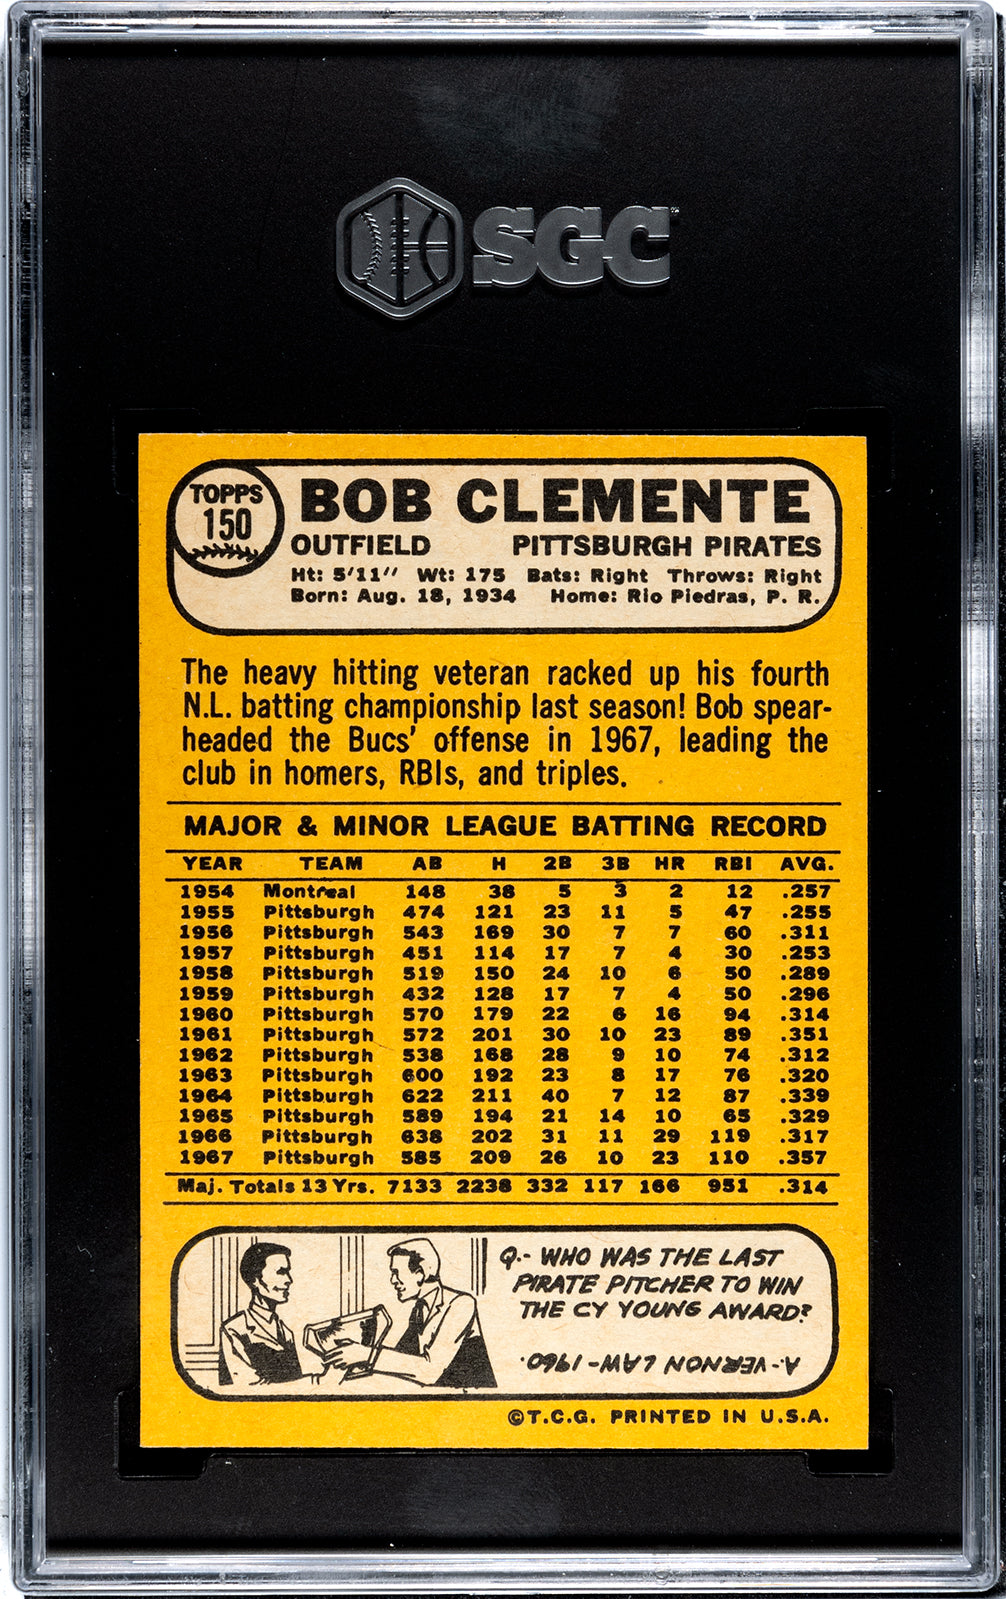 SGC
TOPPS
150
BOB CLEMENTE
OUTFIELD PITTSBURGH PIRATES
Ht: 5'11" Wt: 175 Bats: Right Throws: Right
Born: Aug. 18, 1934 Home: Rio Piedras, P. R.
The heavy hitting veteran racked up his fourth
N.L. batting championship last season! Bob spear-
headed the Bucs' offense in 1967, leading the
club in homers, RBIs, and triples.
MAJOR & MINOR LEAGUE BATTING RECORD
YEAR TEAM AB H 2B 3B HR RBI AVG.
1954 Montreal 148 38 5 3 2 12 .257
1955 Pittsburgh 474 121 23 11 5 47 .255
1956 Pittsburgh 543 169 30 7 7 60 .311
1957 Pittsburgh 451 114 17 7 4 30 .253
1958 Pittsburgh 519 150 24 10 6 50 .289
1959 Pittsburgh 432 128 17 7 4 50 .296
1960 Pittsburgh 570 179 22 6 16 94 .314
1961 Pittsburgh 572 201 30 10 23 89 .351
1962 Pittsburgh 538 168 28 9 10 74 .312
1963 Pittsburgh 600 192 23 8 17 76 .320
1964 Pittsburgh 622 211 40 7 12 87 .339
1965 Pittsburgh 589 194 21 14 10 65 .329
1966 Pittsburgh 638 202 31 11 29 119 .317
1967 Pittsburgh 585 209 26 10 23 110 .357
Maj. Totals 13 Yrs. 7133 2238 332 117 166 951 .314
Q.- WHO WAS THE LAST
PIRATE PITCHER TO WIN
THE CY YOUNG AWARD?
A.- VERNON LAW - 1960.
©T.C.G. PRINTED IN U.S.A.